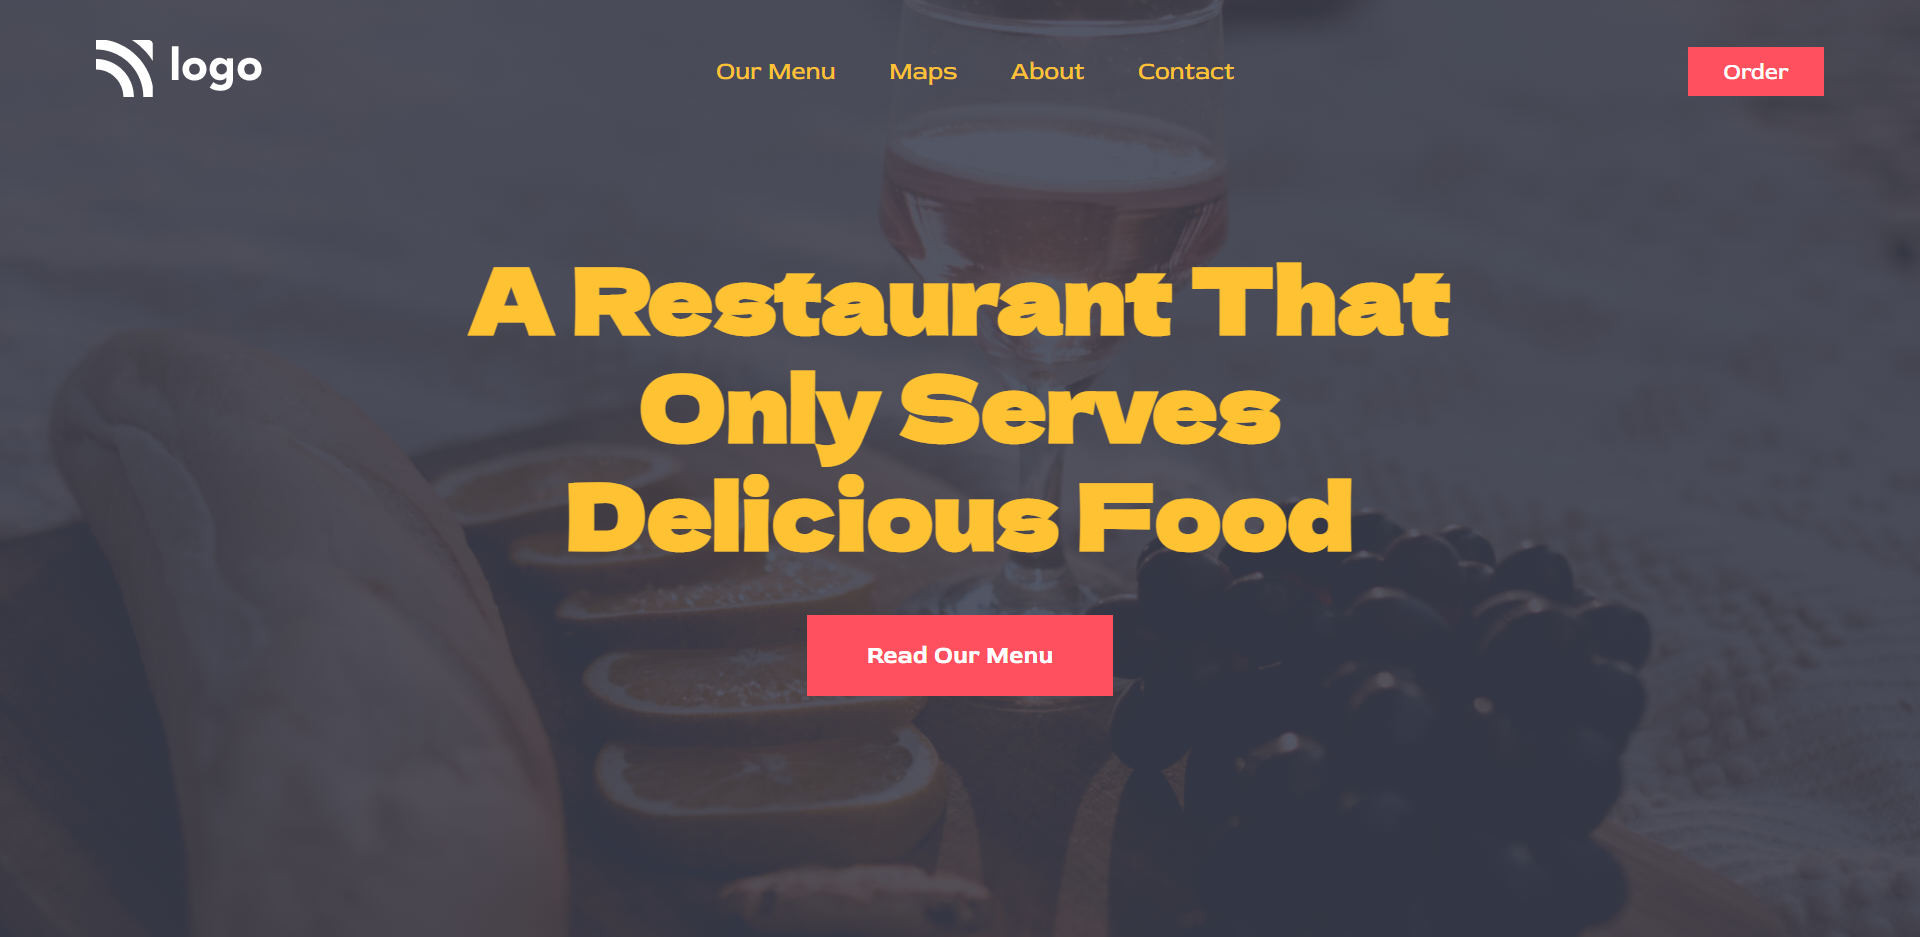 logo
Our Menu Maps About Contact
Order
A Restaurant That
Only Serves
Delicious Food
Read Our Menu